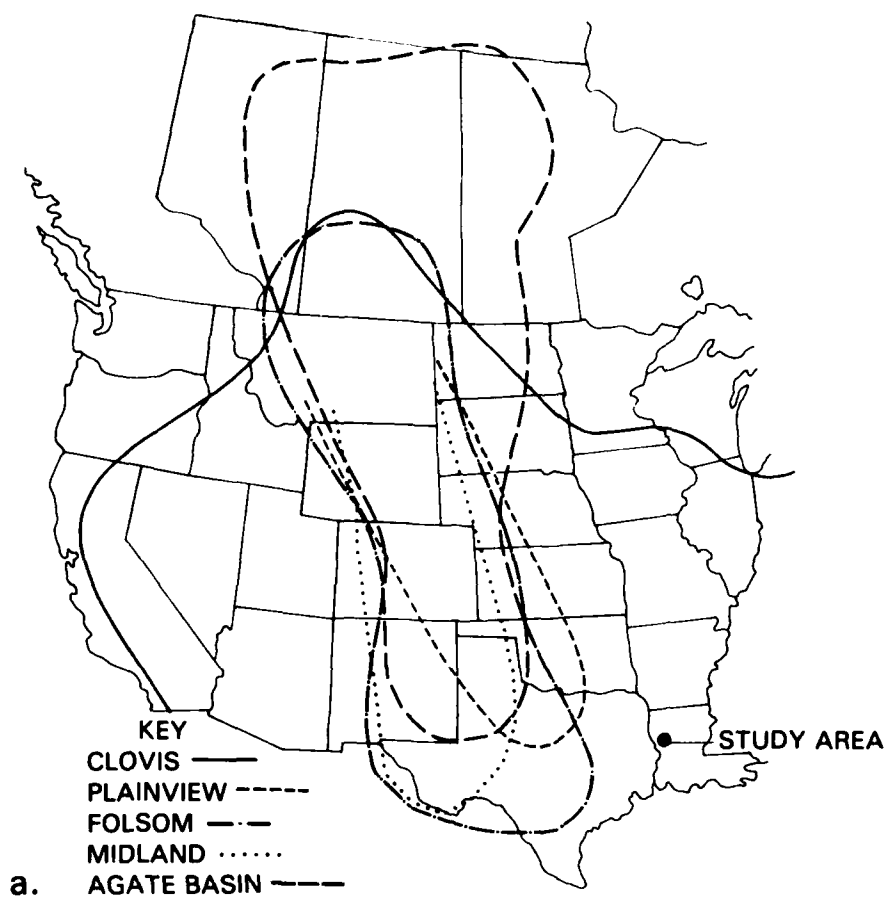 STUDY AREA
KEY
CLOVIS
PLAINVIEW
FOLSOM
MIDLAND
a. AGATE BASIN